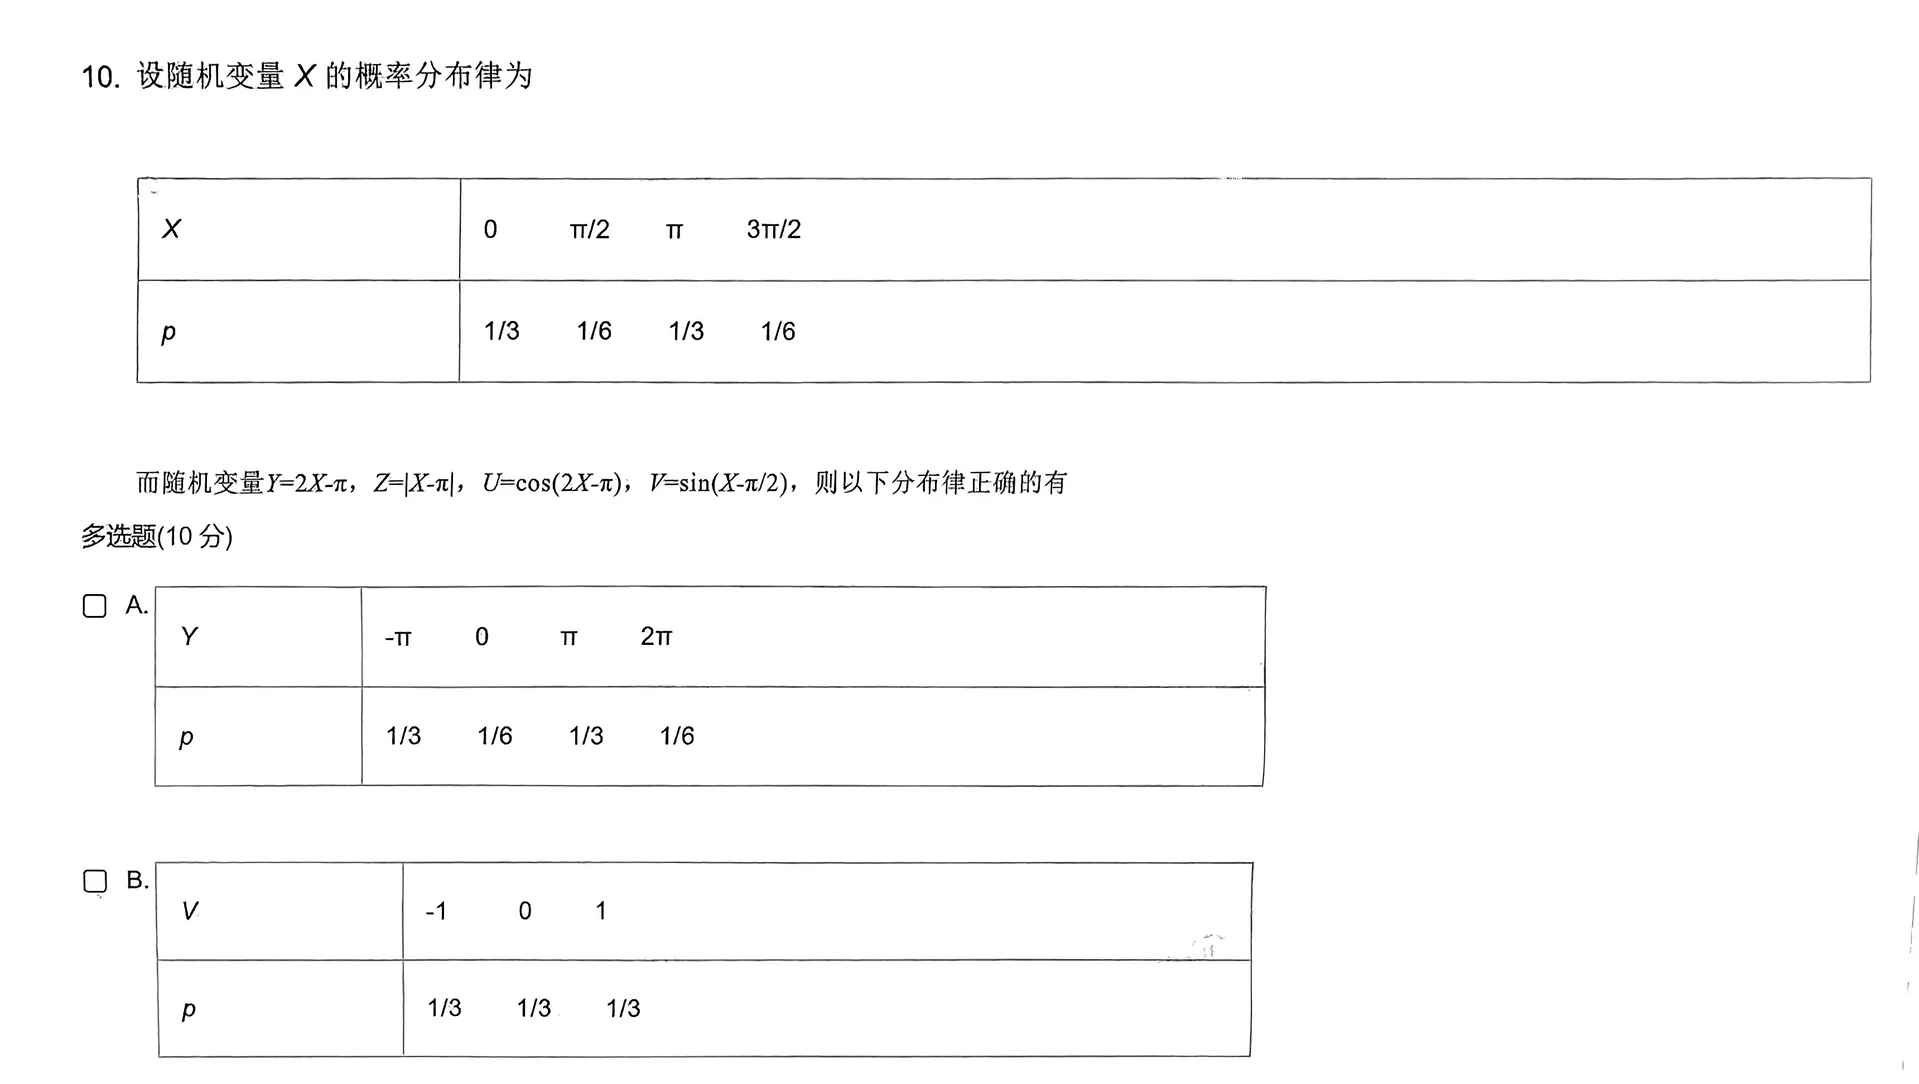 10. 设随机变量 X 的概率分布律为
X 0 π/2 π 3π/2
p 1/3 1/6 1/3 1/6
而随机变量Y=2X-π，Z=|X-π|，U=cos(2X-π)，V=sin(X-π/2)，则以下分布律正确的有
多选题(10 分)
A.
Y -π 0 π 2π
p 1/3 1/6 1/3 1/6
B.
V -1 0 1
p 1/3 1/3 1/3